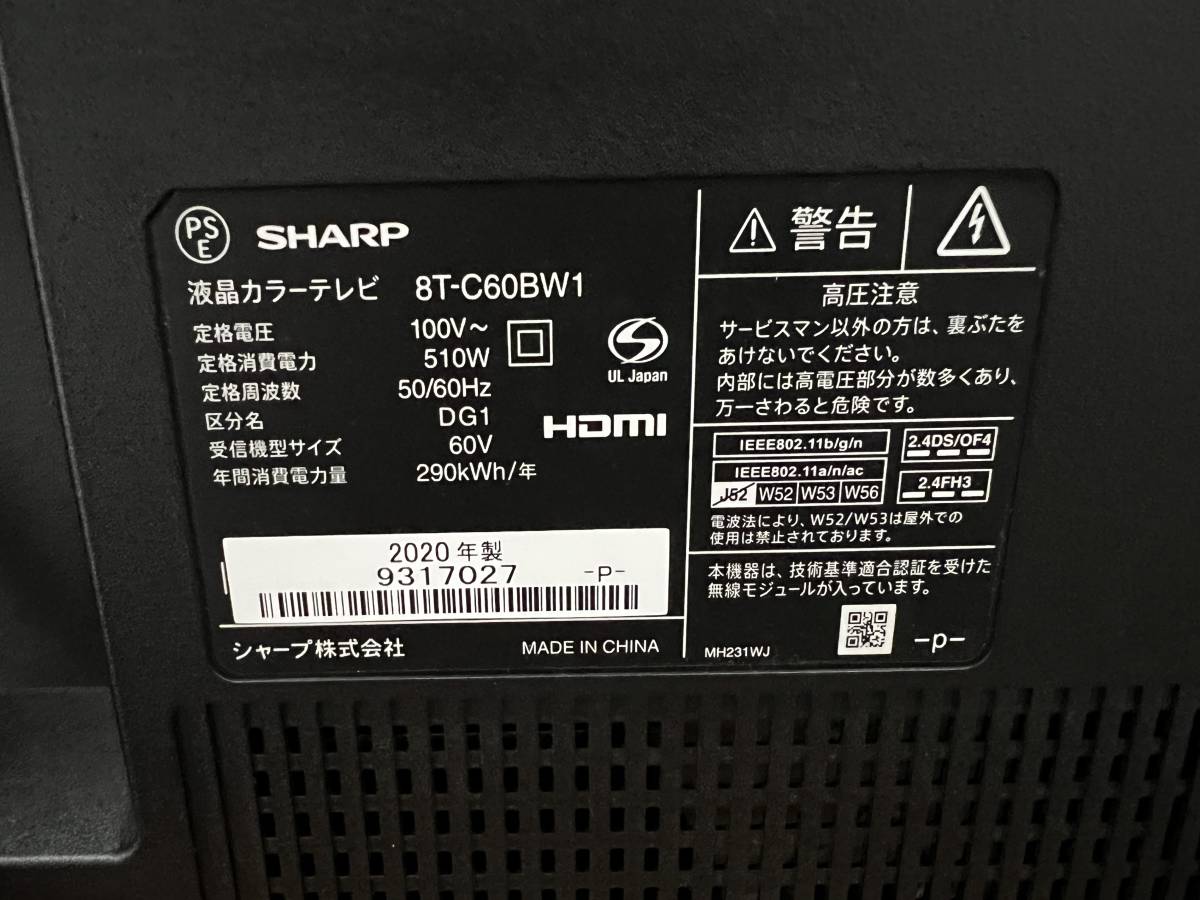 PSE SHARP
液晶カラーテレビ 8T-C60BW1
定格電圧 100V~
定格消費電力 510W
定格周波数 50/60Hz
区分名 DG1
受信機型サイズ 60V
年間消費電力量 290kWh/年
UL Japan
HDMI
2020年製
9317027 -P-
シャープ株式会社 MADE IN CHINA
警告
高圧注意
サービスマン以外の方は、裏ぶたを
あけないでください。
内部には高電圧部分が数多くあり、
万一さわると危険です。
IEEE802.11b/g/n
2.4DS/OF4
IEEE802.11a/n/ac
J52 W52 W53 W56
2.4FH3
電波法により、W52/W53は屋外での
使用は禁止されております。
本機器は、技術基準適合認証を受けた
無線モジュールが入っています。
MH231WJ -p-